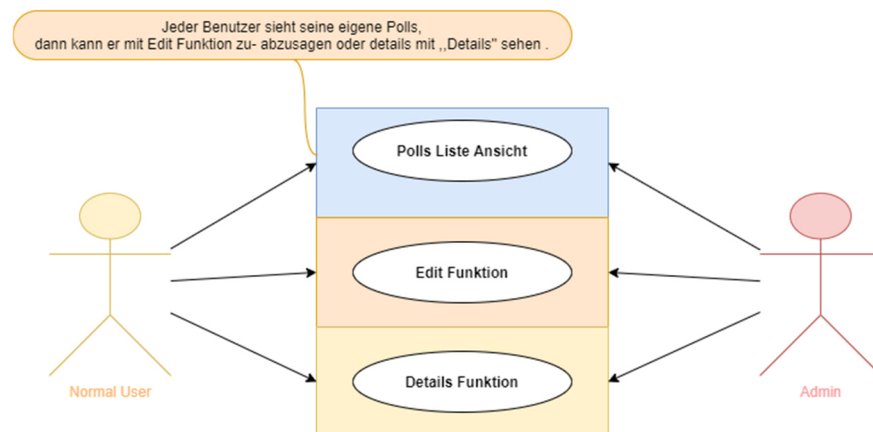 Jeder Benutzer sieht seine eigene Polls,
dann kann er mit Edit Funktion zu- abzusagen oder details mit ,,Details" sehen .
Polls Liste Ansicht
Edit Funktion
Details Funktion
Normal User
Admin